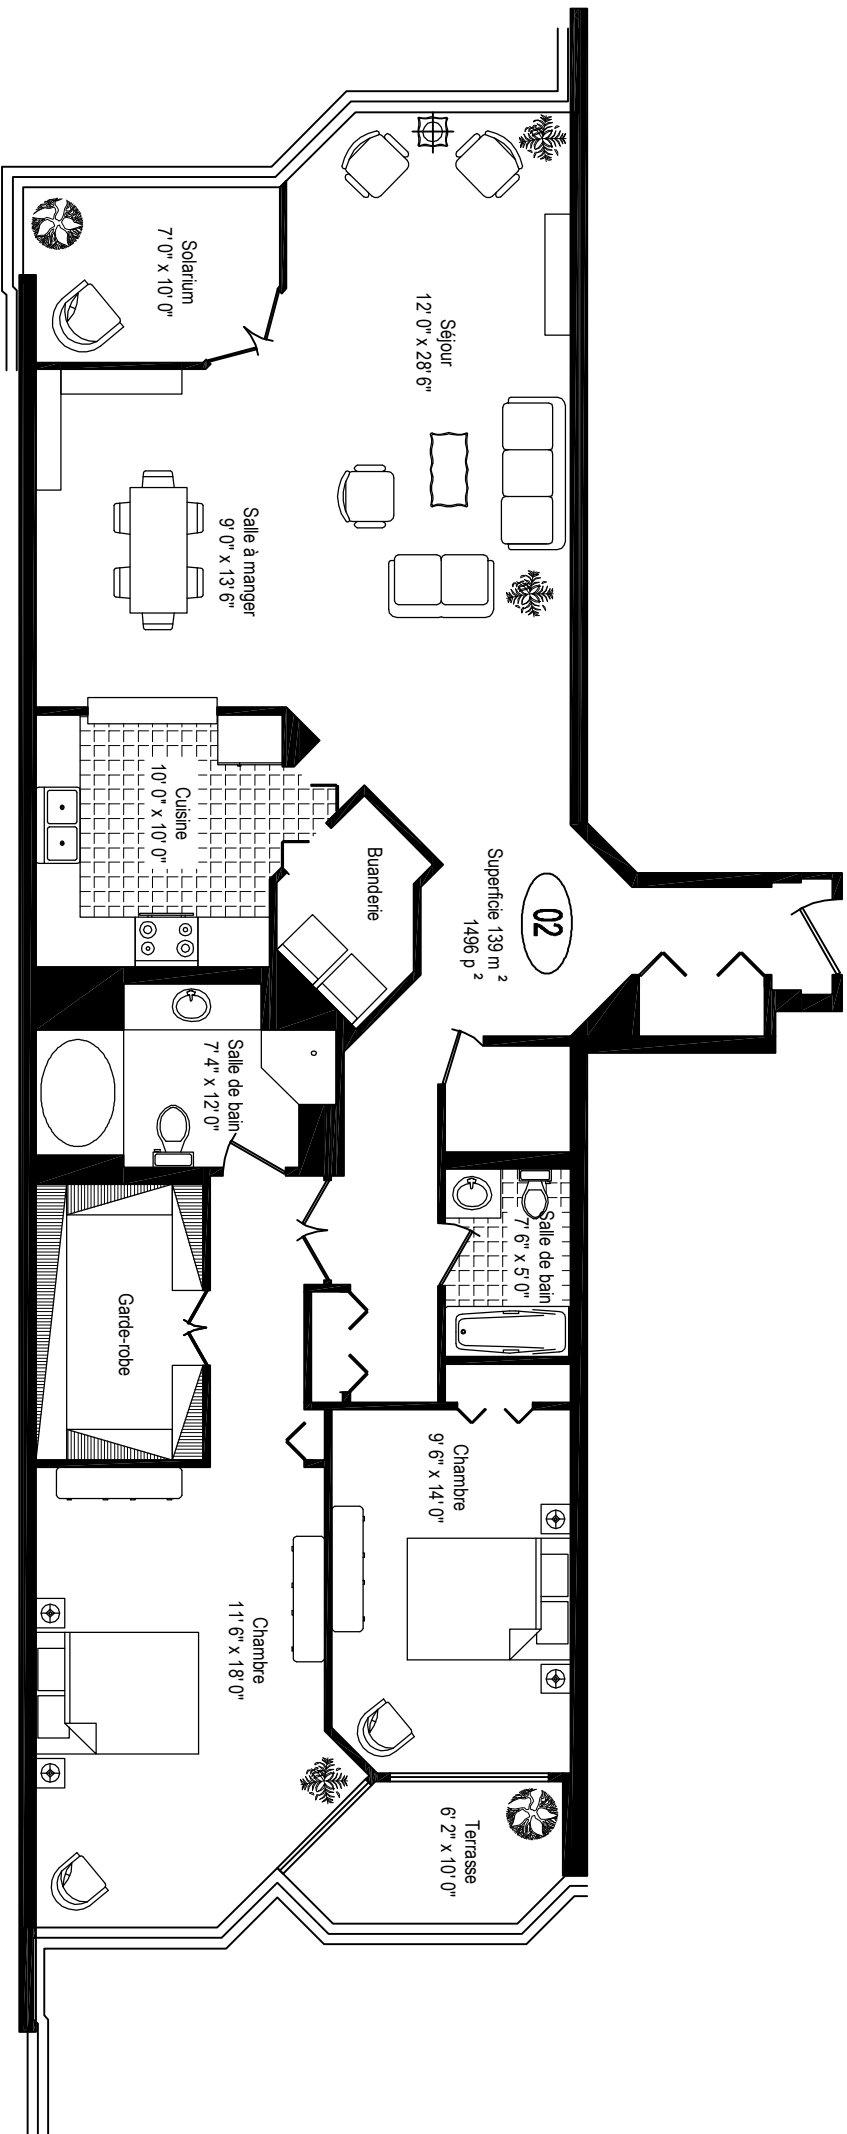 Solarium
7' 0" x 10' 0"
Séjour
12' 0" x 28' 6"
Salle à manger
9' 0" x 13' 6"
Cuisine
10' 0" x 10' 0"
Buanderie
02
Superficie 139 m ²
1496 p ²
Salle de bain
7' 4" x 12' 0"
Salle de bain
7' 6" x 5' 0"
Garde-robe
Chambre
9' 6" x 14' 0"
Chambre
11' 6" x 18' 0"
Terrasse
6' 2" x 10' 0"